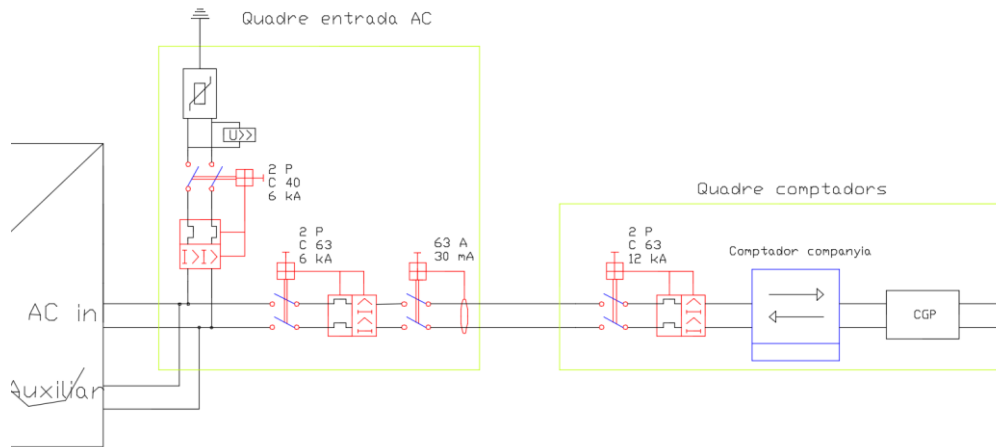 Quadre entrada AC
U>>
2 P
C 40
6 kA
I>I>
2 P
C 63
6 kA
63 A
30 mA
Quadre comptadors
2 P
C 63
12 kA
Comptador companyia
CGP
AC in
Auxiliar